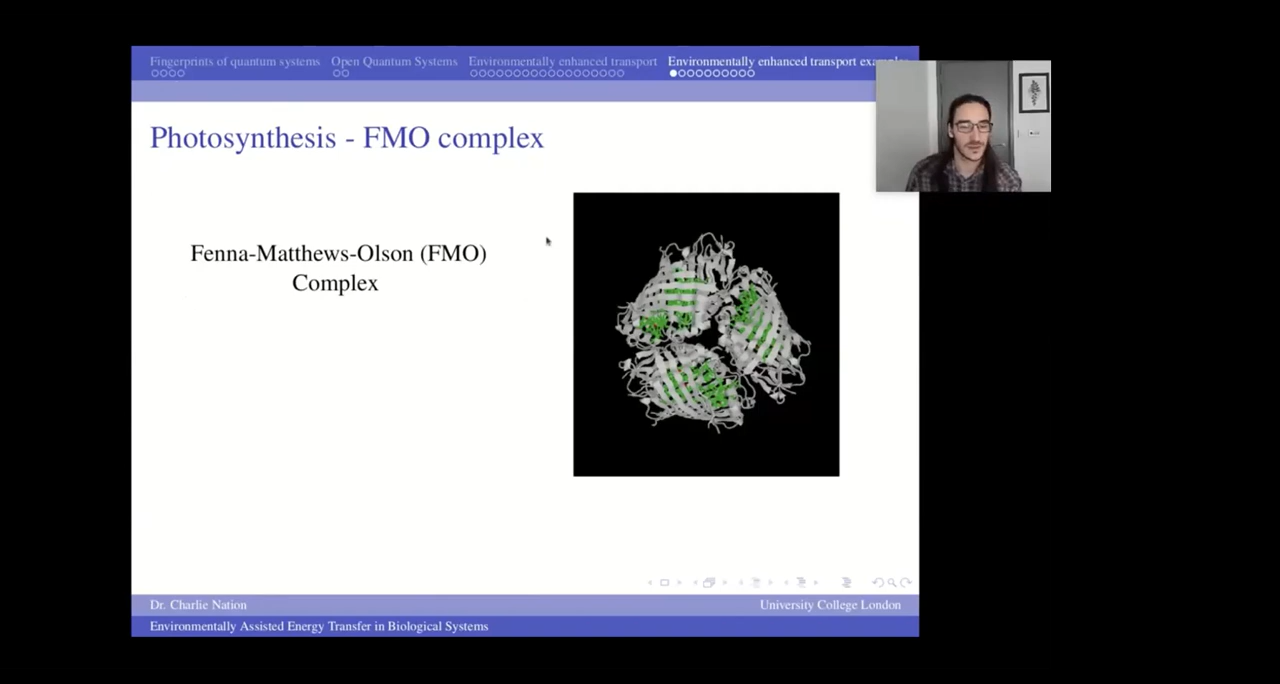 Fingerprints of quantum systems
Open Quantum Systems
Environmentally enhanced transport
Environmentally enhanced transport
Photosynthesis - FMO complex
Fenna-Matthews-Olson (FMO)
Complex
Dr. Charlie Nation
University College London
Environmentally Assisted Energy Transfer in Biological Systems